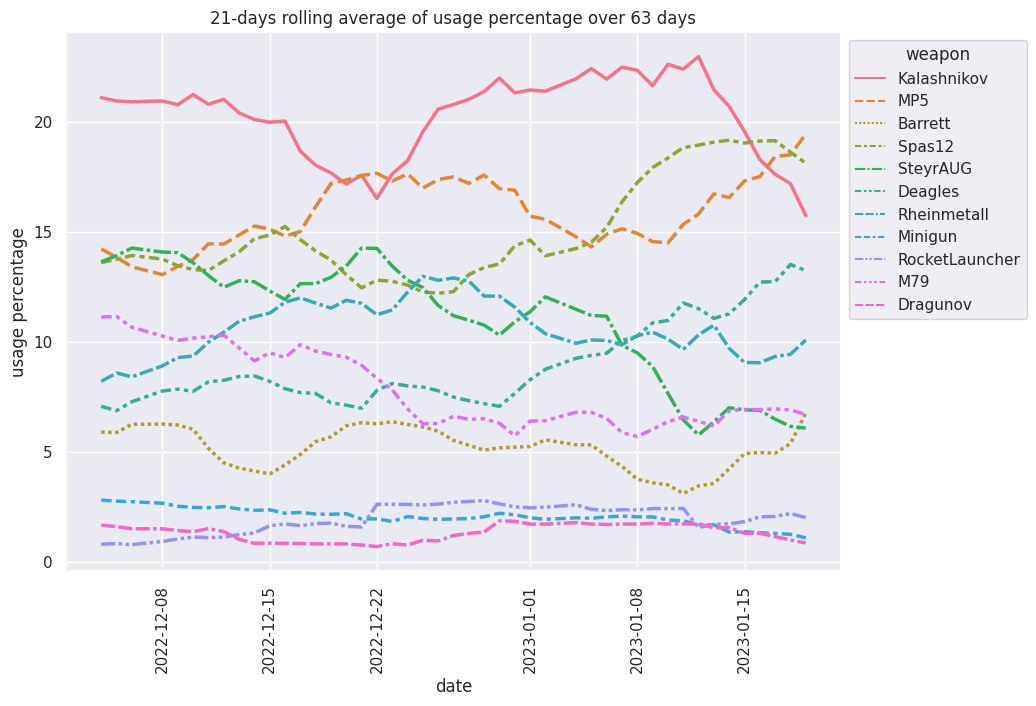 21-days rolling average of usage percentage over 63 days
weapon
Kalashnikov
MP5
Barrett
Spas12
SteyrAUG
Deagles
Rheinmetall
Minigun
RocketLauncher
M79
Dragunov
usage percentage
20
15
10
5
0
2022-12-08
2022-12-15
2022-12-22
2023-01-01
2023-01-08
2023-01-15
date